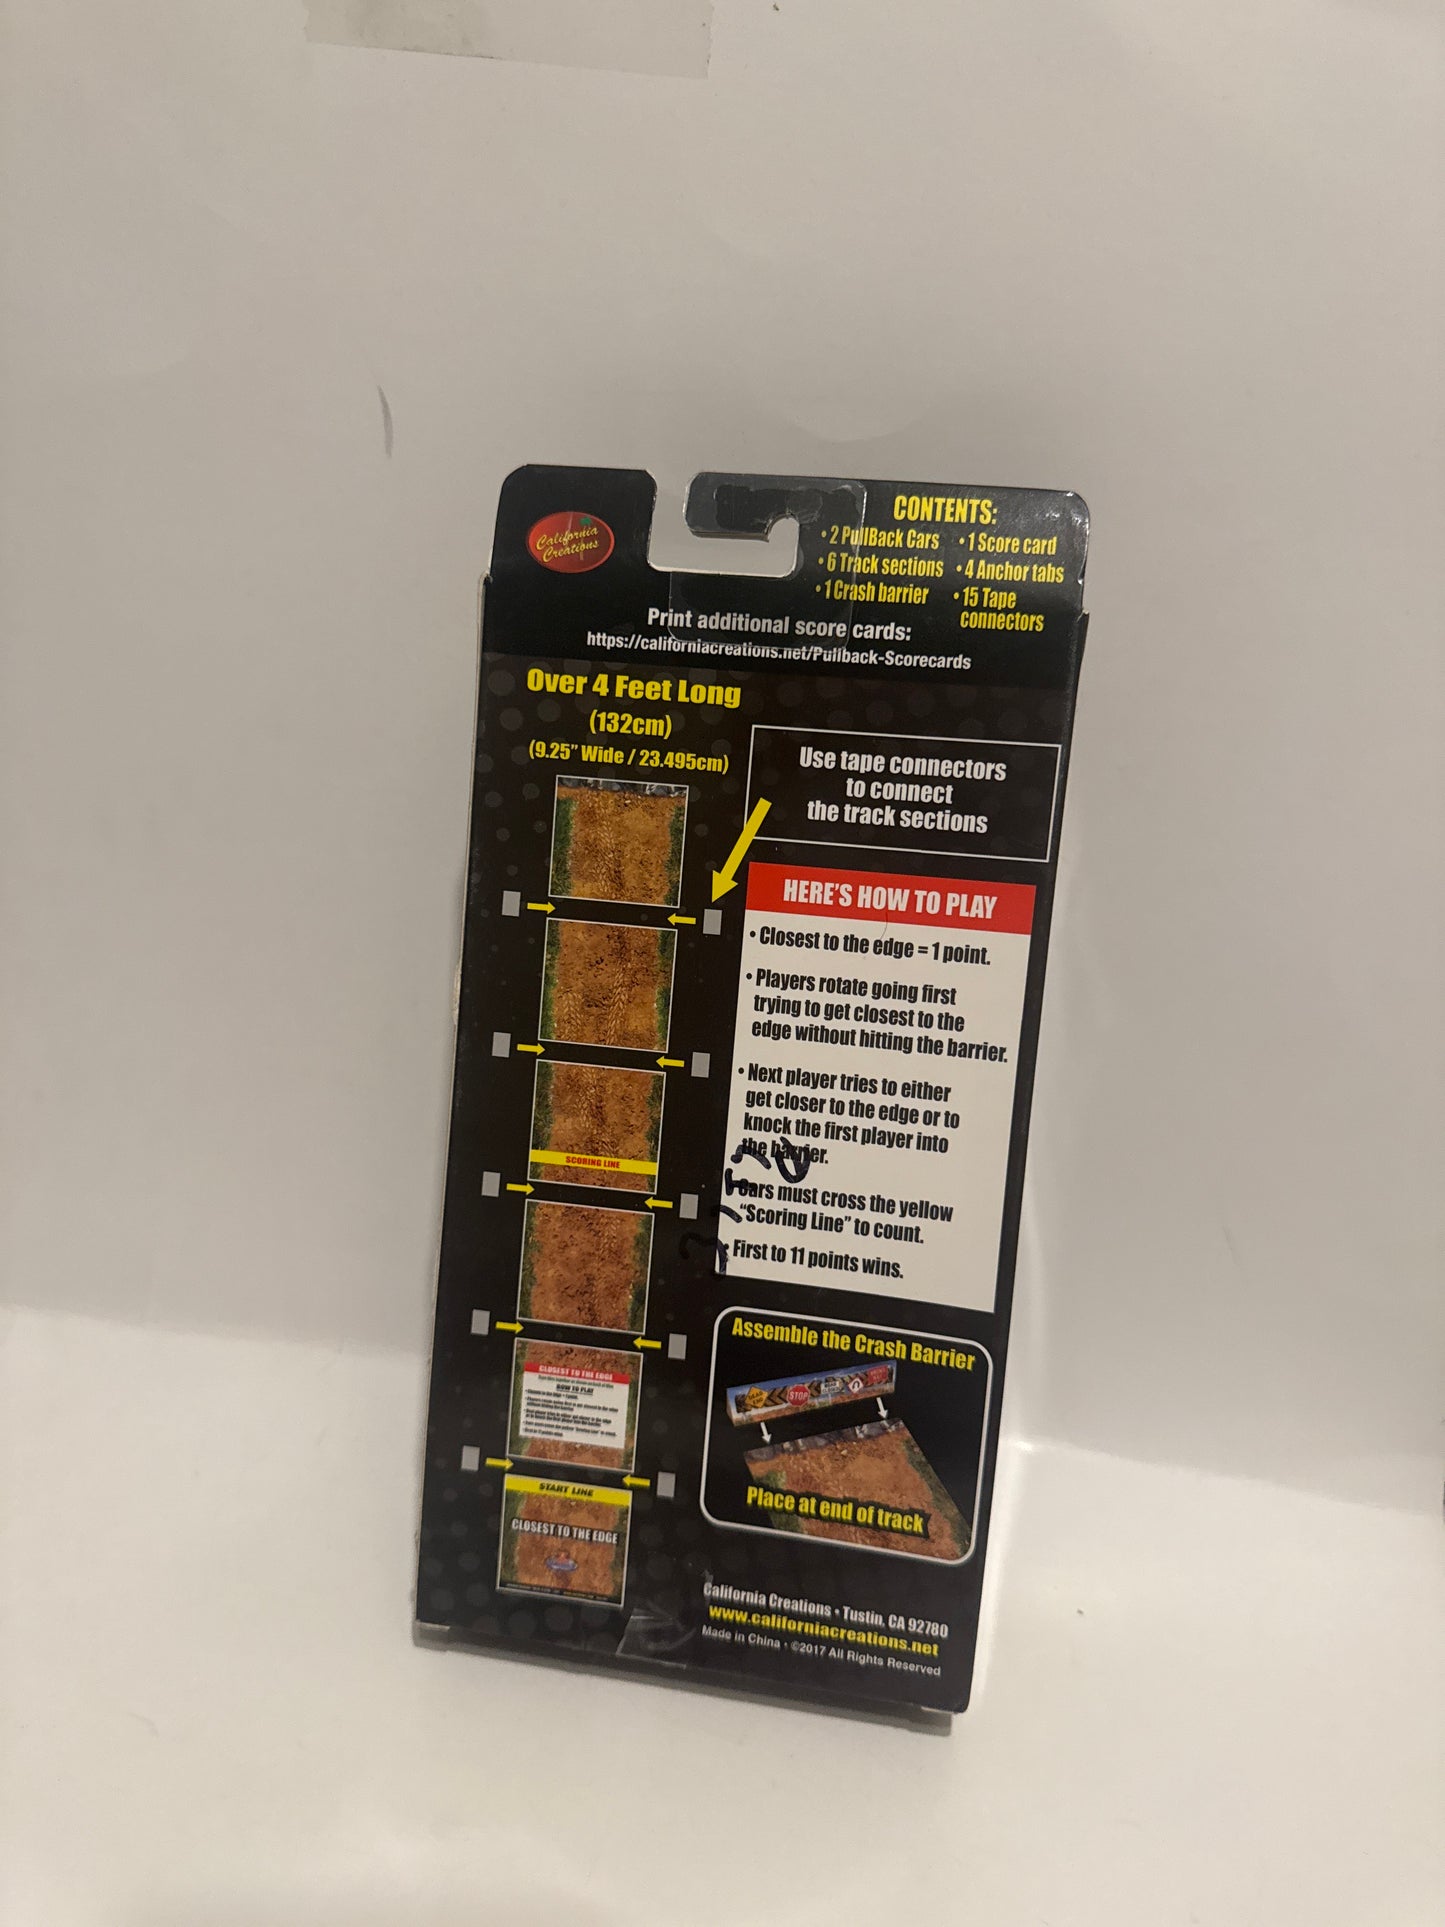 California
Creations
CONTENTS:
• 2 PullBack Cars
• 6 Track sections
• 1 Crash barrier
• 1 Score card
• 4 Anchor tabs
• 15 Tape
connectors
Print additional score cards:
https://californiacreations.net/Pullback-Scorecards
Over 4 Feet Long
(132cm)
(9.25” Wide / 23.495cm)
Use tape connectors
to connect
the track sections
HERE'S HOW TO PLAY
• Closest to the edge = 1 point.
• Players rotate going first
trying to get closest to the
edge without hitting the barrier.
• Next player tries to either
get closer to the edge or to
knock the first player into
the barrier.
Cars must cross the yellow
“Scoring Line” to count.
• First to 11 points wins.
SCORING LINE
CLOSEST TO THE EDGE
HOW TO PLAY
START LINE
CLOSEST TO THE EDGE
Assemble the Crash Barrier
STOP
Place at end of track
California Creations • Tustin, CA 92780
www.californiacreations.net
Made in China • ©2017 All Rights Reserved